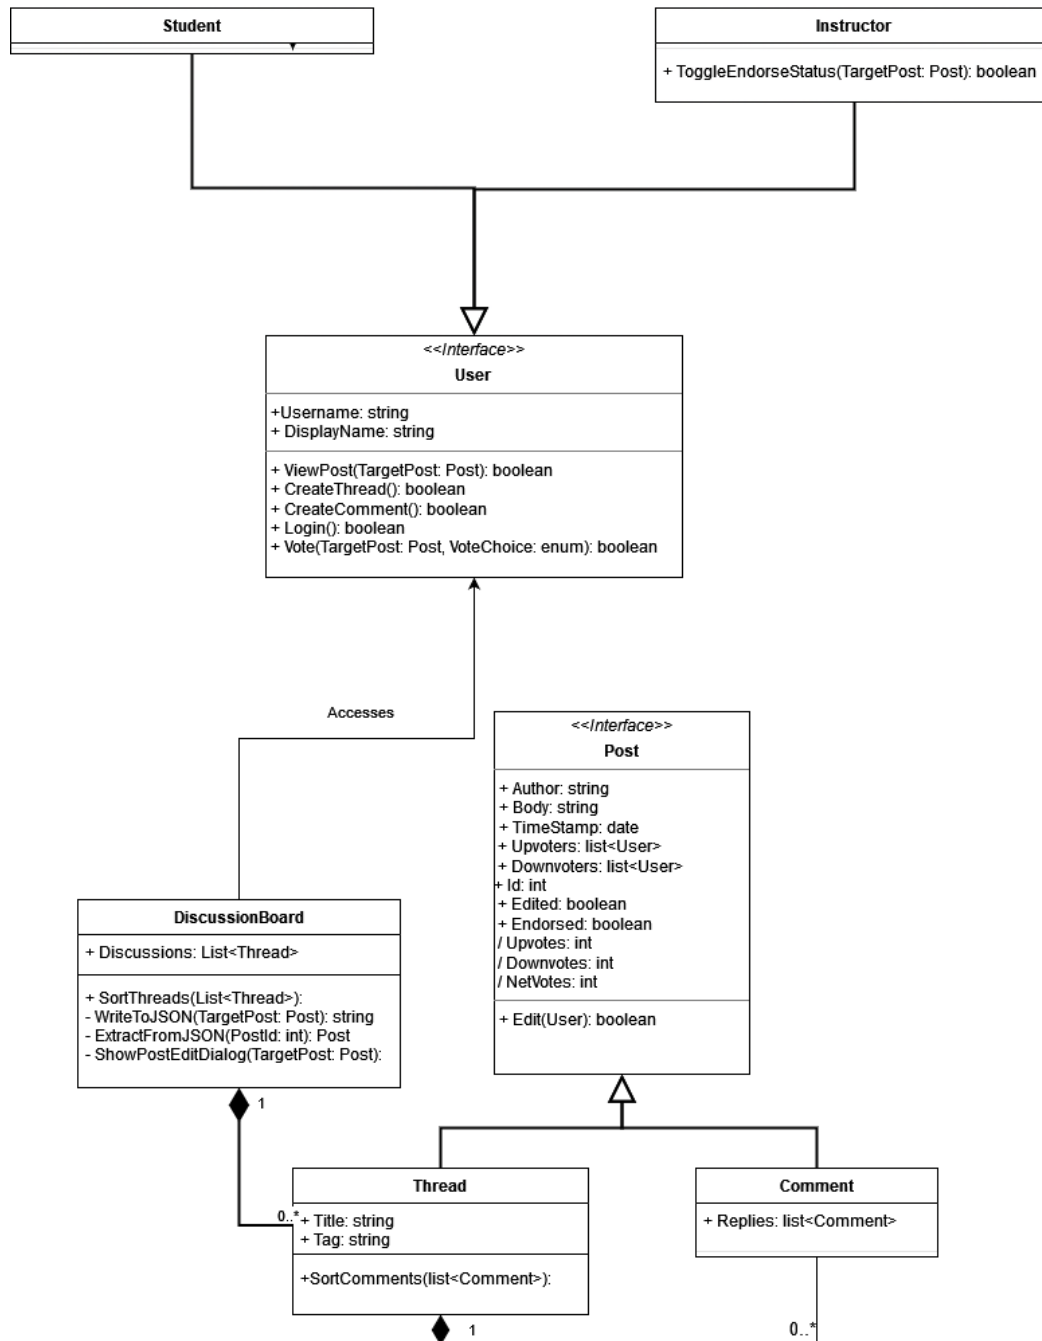 Student
Instructor
+ ToggleEndorseStatus(TargetPost: Post): boolean
<<Interface>>
User
+Username: string
+ DisplayName: string
+ ViewPost(TargetPost: Post): boolean
+ CreateThread(): boolean
+ CreateComment(): boolean
+ Login(): boolean
+ Vote(TargetPost: Post, VoteChoice: enum): boolean
Accesses
<<Interface>>
Post
+ Author: string
+ Body: string
+ TimeStamp: date
+ Upvoters: list<User>
+ Downvoters: list<User>
+ Id: int
+ Edited: boolean
+ Endorsed: boolean
/ Upvotes: int
/ Downvotes: int
/ NetVotes: int
+ Edit(User): boolean
DiscussionBoard
+ Discussions: List<Thread>
+ SortThreads(List<Thread>):
- WriteToJSON(TargetPost: Post): string
- ExtractFromJSON(PostId: int): Post
- ShowPostEditDialog(TargetPost: Post):
1
0..*
Thread
+ Title: string
+ Tag: string
+SortComments(list<Comment>):
1
Comment
+ Replies: list<Comment>
0..*